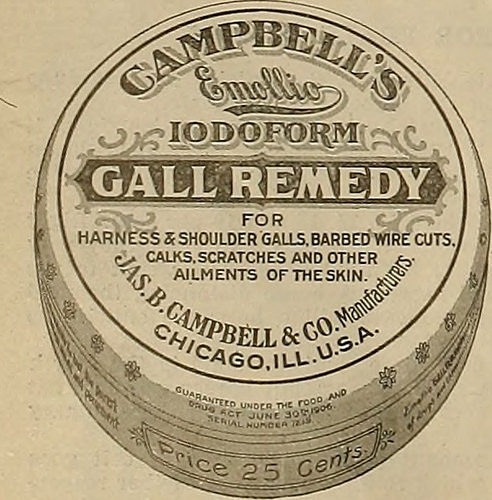 CAMPBELL'S
Emollio
IODOFORM
GALL REMEDY
FOR
HARNESS & SHOULDER GALLS, BARBED WIRE CUTS,
CALKS, SCRATCHES AND OTHER
AILMENTS OF THE SKIN.
JAS. B. CAMPBELL & CO. Manufacturers.
CHICAGO, ILL. U.S.A.
GUARANTEED UNDER THE FOOD AND
DRUG ACT JUNE 30TH 1906.
SERIAL NUMBER
Price 25 Cents.